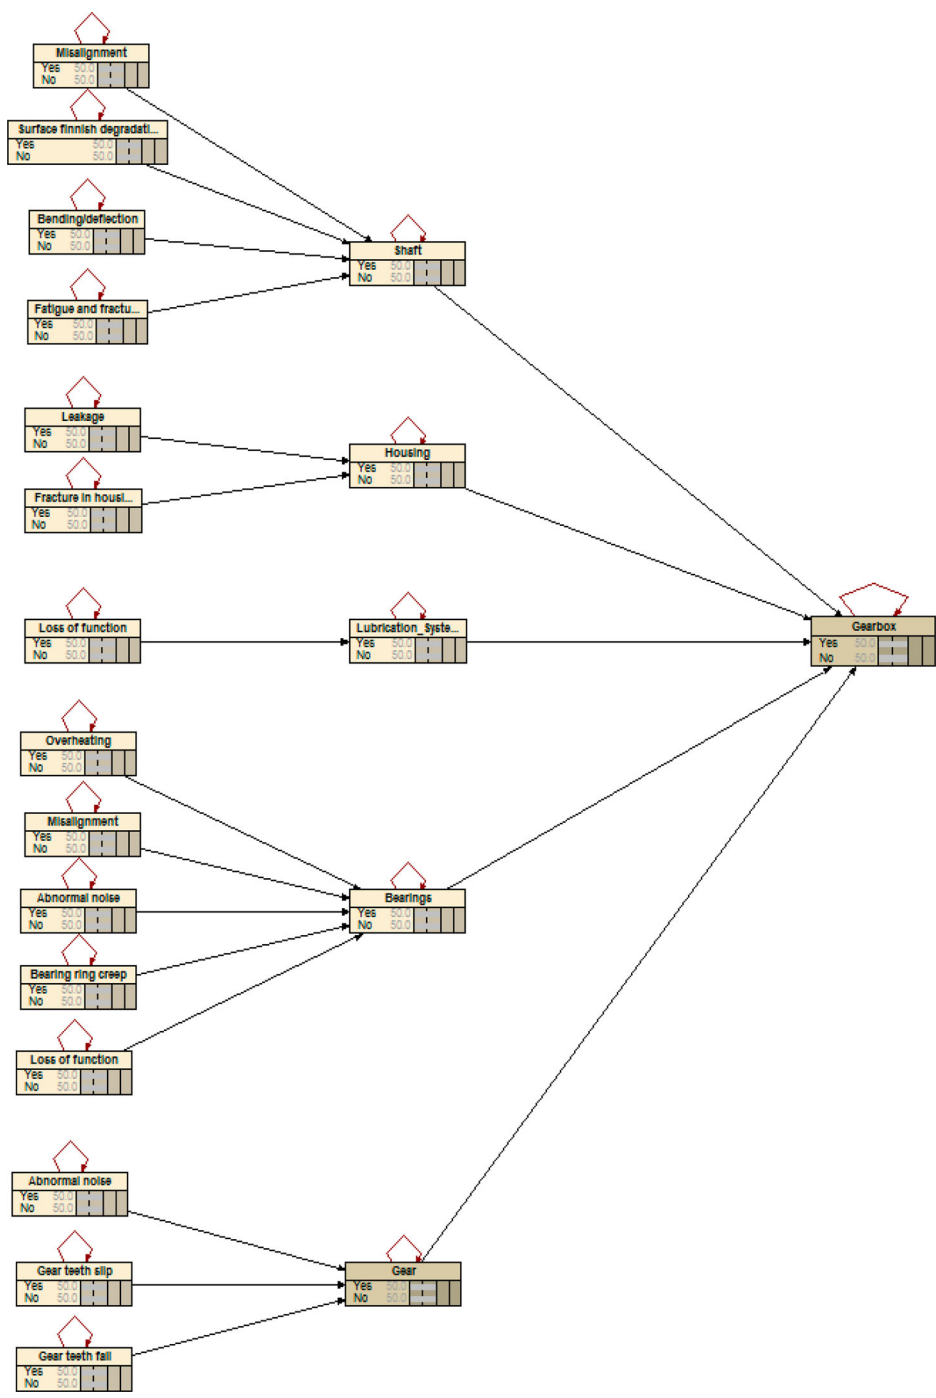 Misalignment
Yes 50.0
No 50.0
Surface finnish degradati...
Yes 50.0
No 50.0
Bending/deflection
Yes 50.0
No 50.0
Fatigue and fractu...
Yes 50.0
No 50.0
Shaft
Yes 50.0
No 50.0
Leakage
Yes 50.0
No 50.0
Fracture in housi...
Yes 50.0
No 50.0
Housing
Yes 50.0
No 50.0
Loss of function
Yes 50.0
No 50.0
Lubrication_Syste...
Yes 50.0
No 50.0
Gearbox
Yes 50.0
No 50.0
Overheating
Yes 50.0
No 50.0
Misalignment
Yes 50.0
No 50.0
Abnormal noise
Yes 50.0
No 50.0
Bearing ring creep
Yes 50.0
No 50.0
Loss of function
Yes 50.0
No 50.0
Bearings
Yes 50.0
No 50.0
Abnormal noise
Yes 50.0
No 50.0
Gear teeth slip
Yes 50.0
No 50.0
Gear teeth fail
Yes 50.0
No 50.0
Gear
Yes 50.0
No 50.0